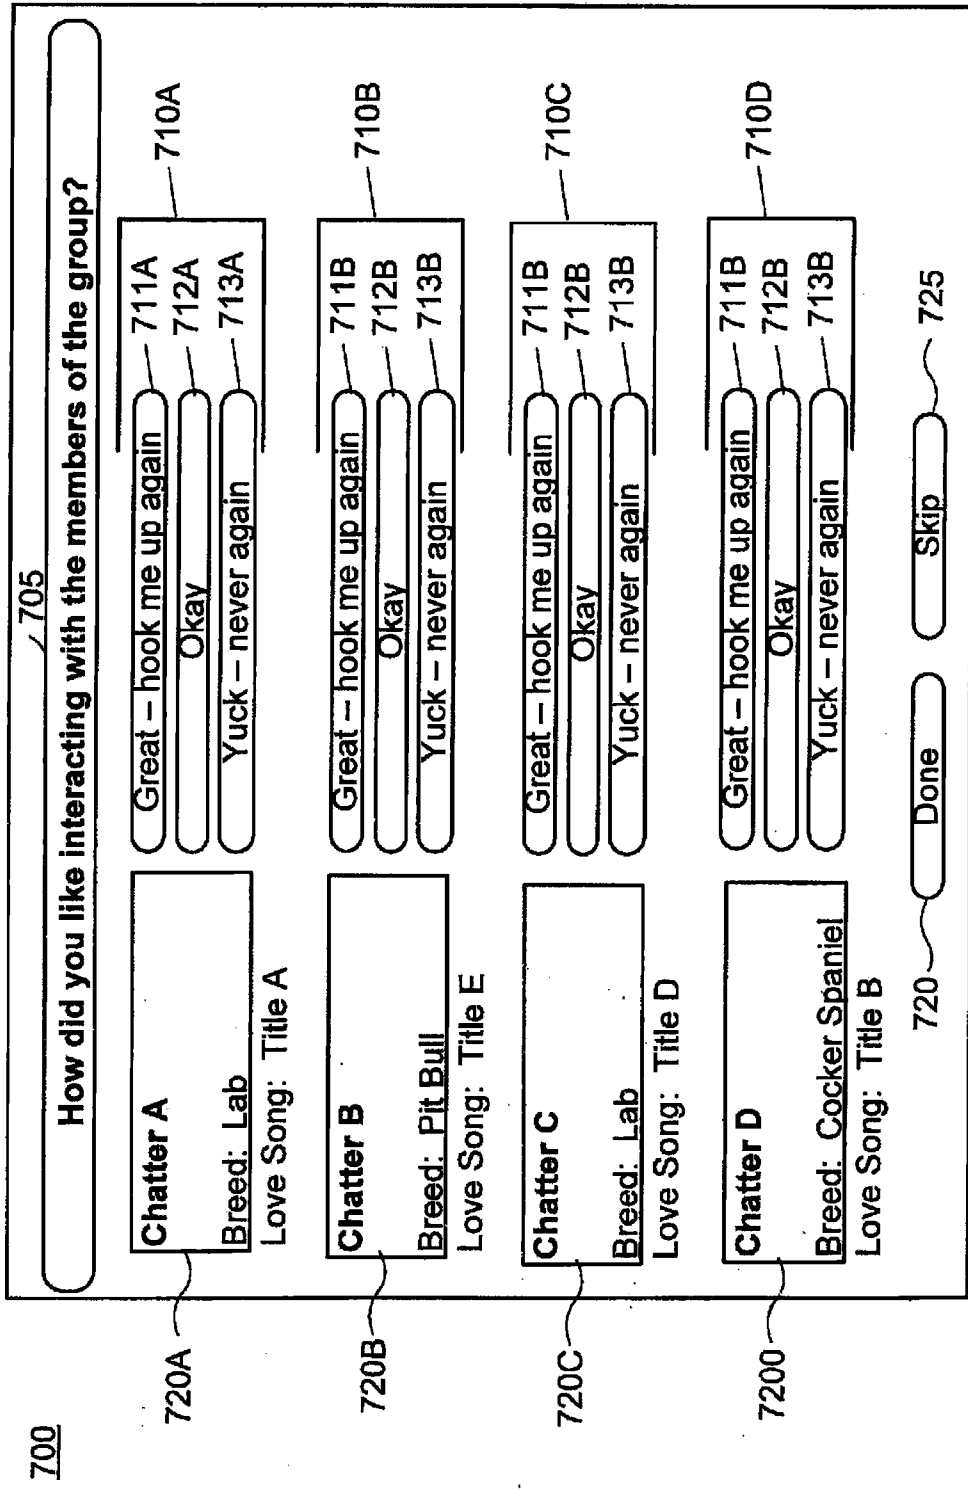 700
705
How did you like interacting with the members of the group?
720A
Chatter A
Breed: Lab
Love Song: Title A
Great – hook me up again
Okay
Yuck – never again
711A
712A
713A
710A
720B
Chatter B
Breed: Pit Bull
Love Song: Title E
Great – hook me up again
Okay
Yuck – never again
711B
712B
713B
710B
720C
Chatter C
Breed: Lab
Love Song: Title D
Great – hook me up again
Okay
Yuck – never again
711B
712B
713B
710C
7200
Chatter D
Breed: Cocker Spaniel
Love Song: Title B
Great – hook me up again
Okay
Yuck – never again
711B
712B
713B
710D
720
Done
Skip
725